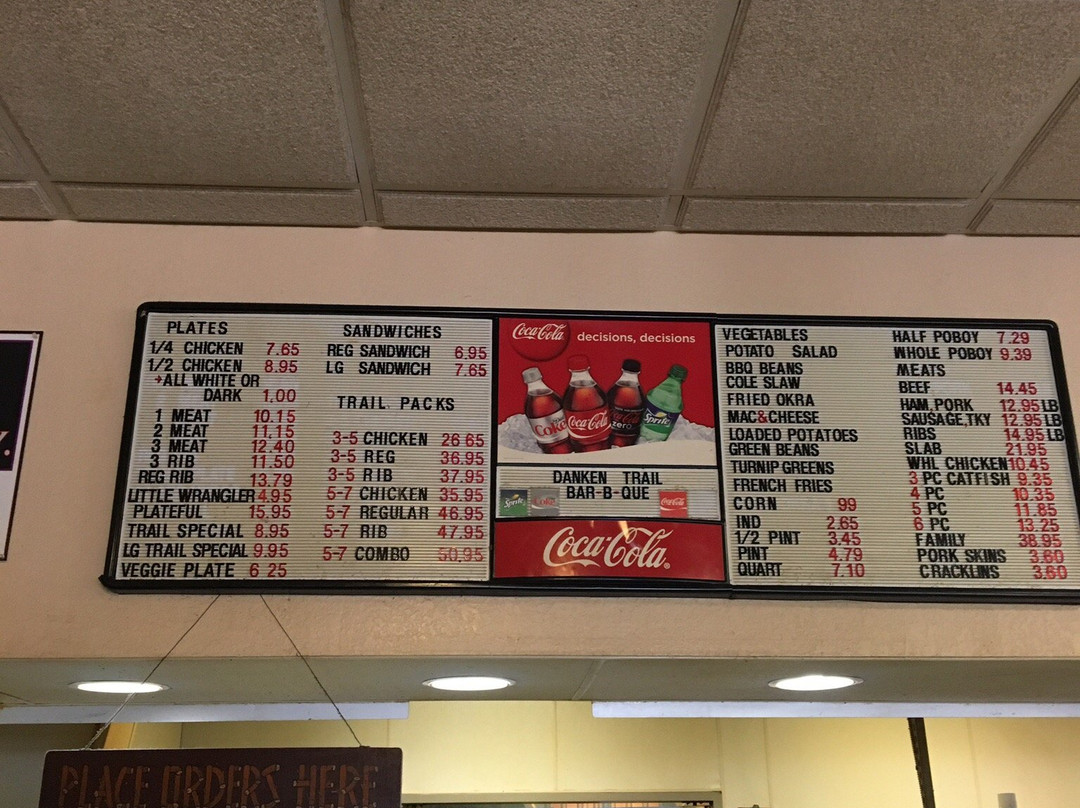 PLATES
1/4 CHICKEN 7.65
1/2 CHICKEN 8.95
+ALL WHITE OR
DARK 1.00
1 MEAT 10.15
2 MEAT 11.15
3 MEAT 12.40
3 RIB 11.50
REG RIB 13.79
LITTLE WRANGLER 4.95
PLATEFUL 15.95
TRAIL SPECIAL 8.95
LG TRAIL SPECIAL 9.95
VEGGIE PLATE 6 25
SANDWICHES
REG SANDWICH 6.95
LG SANDWICH 7.65
TRAIL PACKS
3-5 CHICKEN 26 65
3-5 REG 36.95
3-5 RIB 37.95
5-7 CHICKEN 35.95
5-7 REGULAR 46.95
5-7 RIB 47.95
5-7 COMBO 50.95
Coca-Cola decisions, decisions
Coke Coca-Cola zero Sprite
DANKEN TRAIL
BAR-B-QUE
Sprite Coke Coca-Cola
Coca-Cola
VEGETABLES
POTATO SALAD
BBQ BEANS
COLE SLAW
FRIED OKRA
MAC&CHEESE
LOADED POTATOES
GREEN BEANS
TURNIP GREENS
FRENCH FRIES
CORN 99
IND 2.65
1/2 PINT 3.45
PINT 4.79
QUART 7.10
HALF POBOY 7.29
WHOLE POBOY 9.39
MEATS
BEEF 14.45
HAM,PORK 12.95 LB
SAUSAGE,TKY 12.95 LB
RIBS 14.95 LB
SLAB 21.95
WHL CHICKEN 10.45
3 PC CATFISH 9.35
4 PC 10.35
5 PC 11.85
6 PC 13.25
FAMILY 38.95
PORK SKINS 3.60
CRACKLINS 3.60
PLACE ORDERS HERE